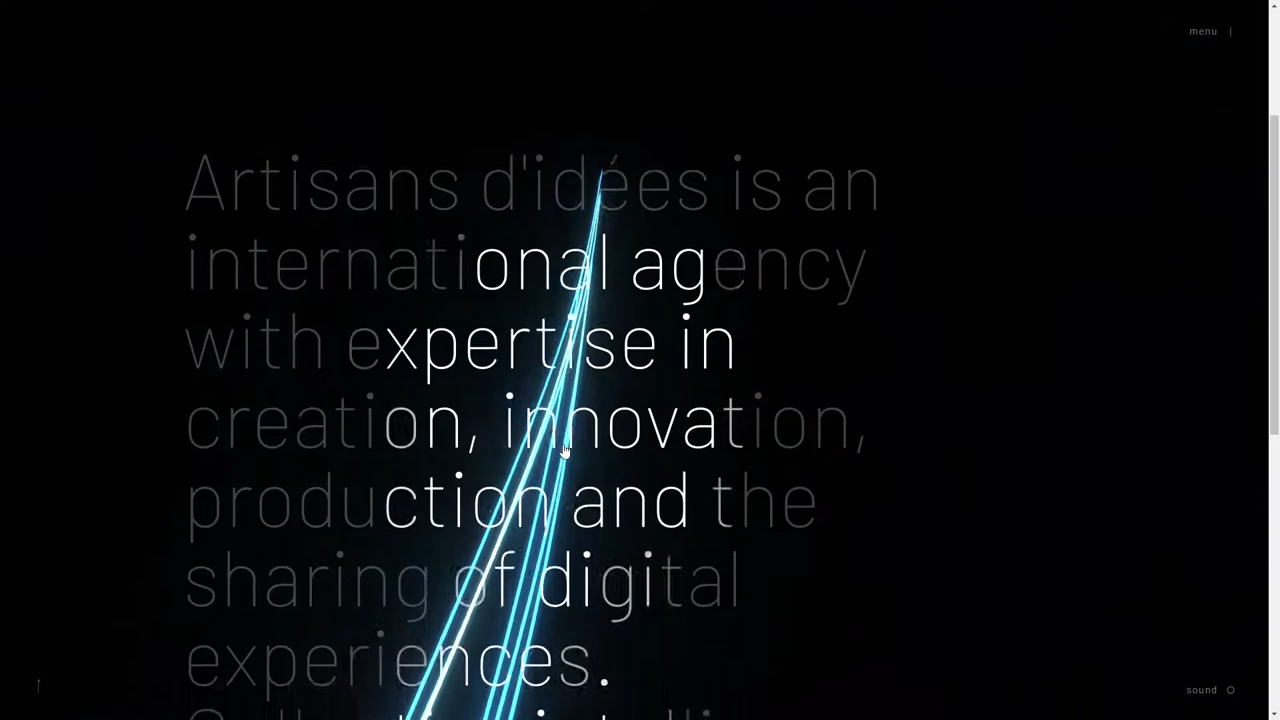 menu
Artisans d'idées is an
international agency
with expertise in
creation, innovation,
production and the
sharing of digital
experiences.
sound